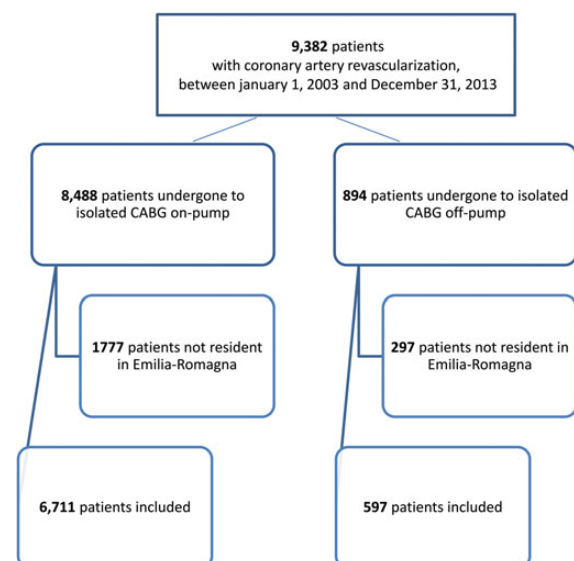 9,382 patients
with coronary artery revascularization,
between january 1, 2003 and December 31, 2013
8,488 patients undergone to
isolated CABG on-pump
894 patients undergone to isolated
CABG off-pump
1777 patients not resident
in Emilia-Romagna
297 patients not resident in
Emilia-Romagna
6,711 patients included
597 patients included